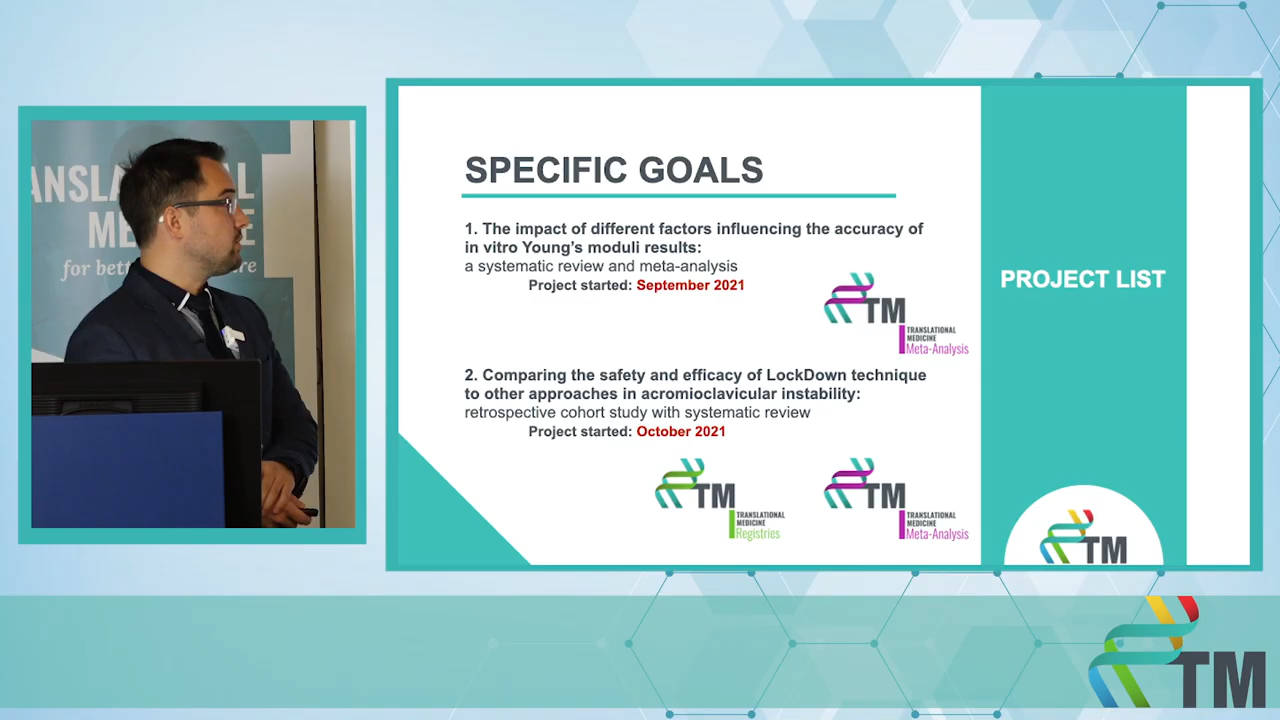 ANSLA
L
ME
E
for bet
re
SPECIFIC GOALS
1. The impact of different factors influencing the accuracy of
in vitro Young's moduli results:
a systematic review and meta-analysis
Project started: September 2021
TM
TRANSLATIONAL
MEDICINE
Meta-Analysis
2. Comparing the safety and efficacy of LockDown technique
to other approaches in acromioclavicular instability:
retrospective cohort study with systematic review
Project started: October 2021
TM
TRANSLATIONAL
MEDICINE
Registries
TM
TRANSLATIONAL
MEDICINE
Meta-Analysis
PROJECT LIST
TM
TM